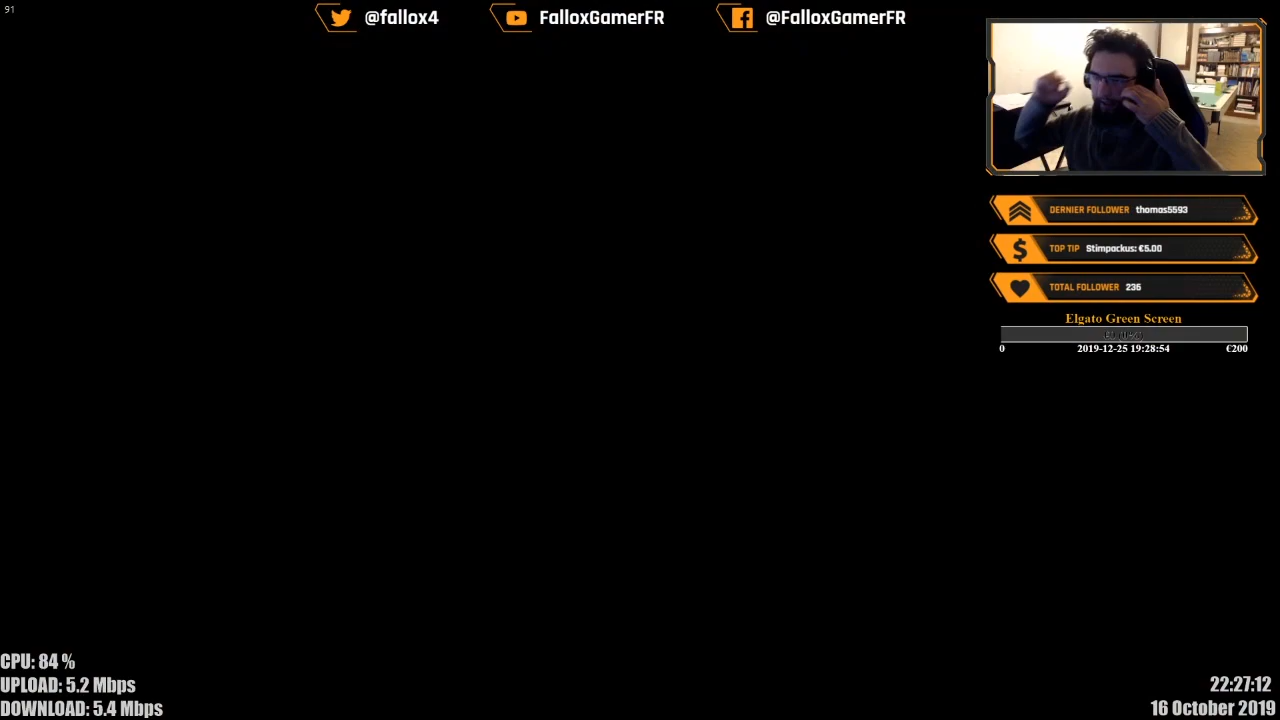 91
@fallox4
FalloxGamerFR
@FalloxGamerFR
DERNIER FOLLOWER thomas5593
TOP TIP Stimpackus: €5.00
TOTAL FOLLOWER 236
Elgato Green Screen
0 2019-12-25 19:28:54 €200
CPU: 84 %
UPLOAD: 5.2 Mbps
DOWNLOAD: 5.4 Mbps
22:27:12
16 October 2019